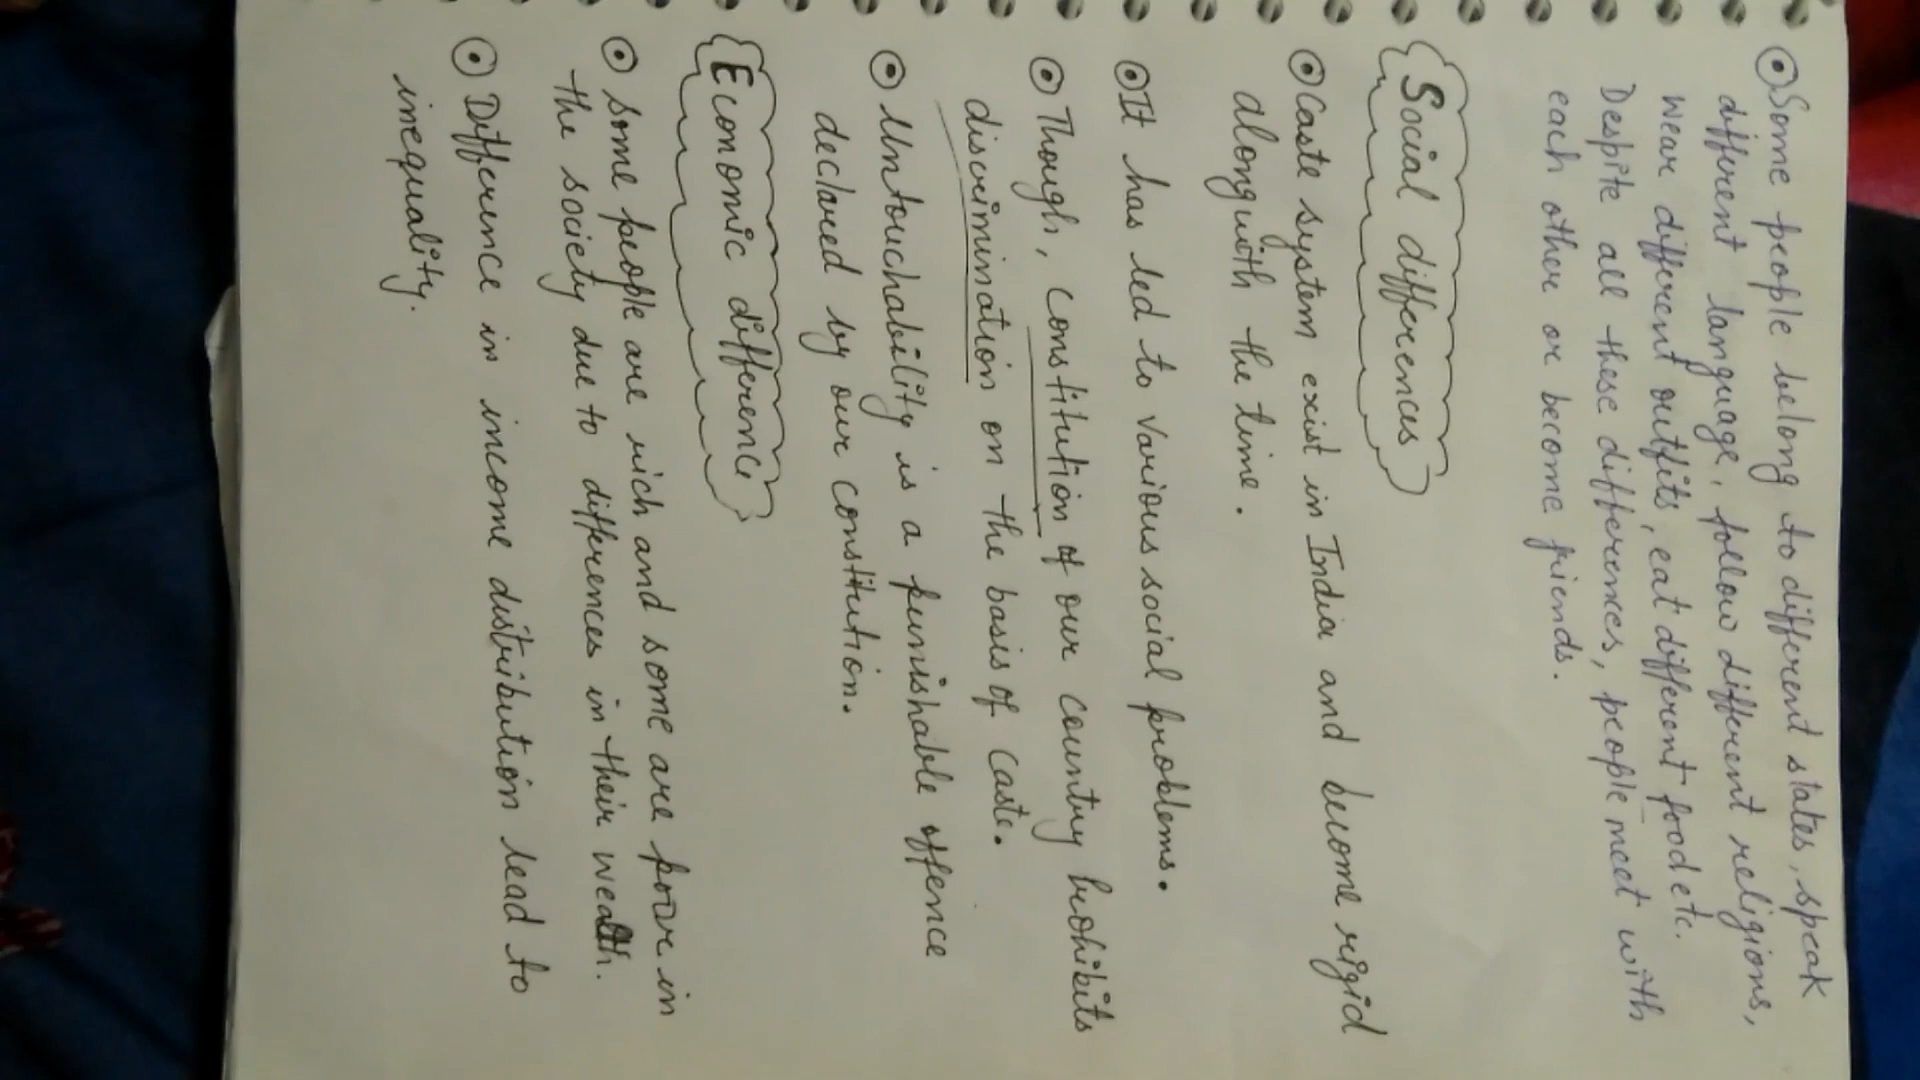 Some people belong to different states, speak
different language, follow different religions,
wear different outfits, eat different food etc.
Despite all these differences, people meet with
each other or become friends.
Social differences
Caste system exist in India and become rigid
alongwith the time.
It has led to various social problems.
Though, constitution of our country prohibits
discrimination on the basis of caste.
Untouchability is a punishable offence
declared by our constitution.
Economic difference
Some people are rich and some are poor in
the society due to differences in their wealth.
Difference in income distribution lead to
inequality.